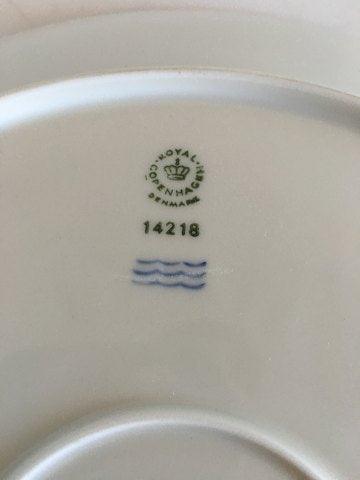 ROYAL
COPENHAGEN
DENMARK
14218